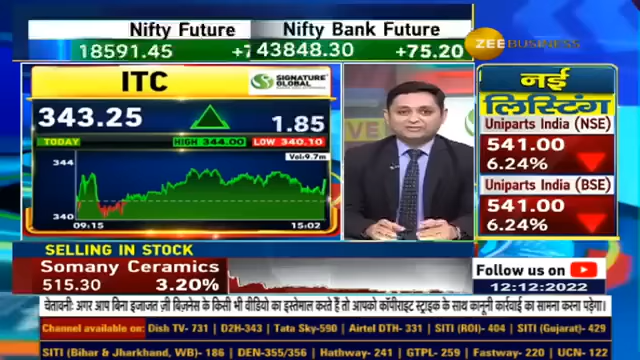 Nifty Future
Nifty Bank Future
18591.45
43848.30
+75.20
ZEE BUSINESS
ITC
SIGNATURE GLOBAL
343.25
1.85
TODAY
HIGH 344.00
LOW 340.10
Vol:9.7m
344
340
09:15
15:02
LIVE
नई
लिस्टिंग
Uniparts India (NSE)
541.00
6.24%
Uniparts India (BSE)
541.00
6.24%
SELLING IN STOCK
Somany Ceramics
515.30
3.20%
Follow us on
12:12:2022
चेतावनी: अगर आप बिना इजाजत ज़ी बिज़नेस के किसी भी वीडियो का इस्तेमाल करते हैं तो आपको कॉपीराइट स्ट्राइक के साथ कानूनी कार्रवाई का सामना करना पड़ेगा.
Channel available on: Dish TV- 731 | D2H-343 | Tata Sky-590 | Airtel DTH- 331 | SITI (ROI) - 404 | SITI (Gujarat) - 429
SITI (Bihar & Jharkhand, WB) - 186 | DEN-355/356 | Hathway- 241 | GTPL- 259 | Fastway- 220 | UCN- 122